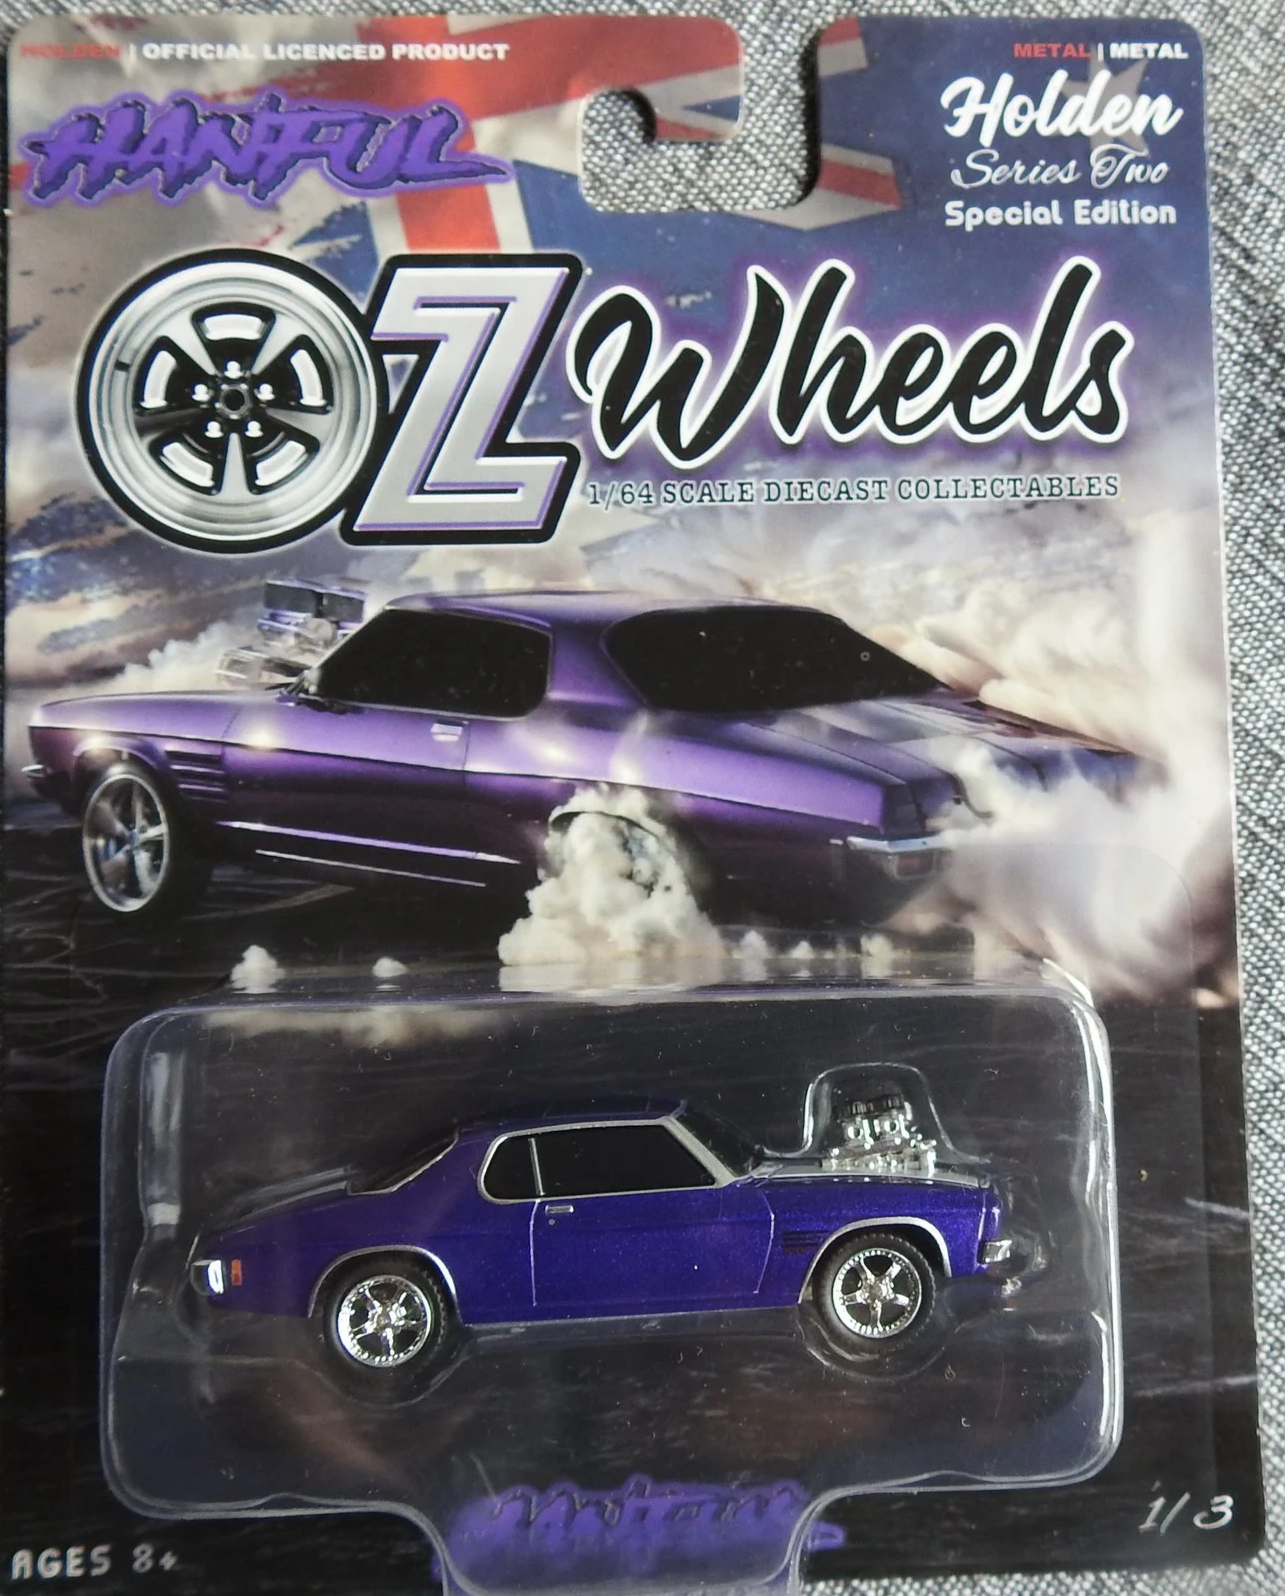 HOLDEN | OFFICIAL LICENCED PRODUCT
METAL | METAL
HANFUL
Holden
Series Two
Special Edition
OZ Wheels
1/64 SCALE DIECAST COLLECTABLES
HANFUL
1/3
AGES 8+